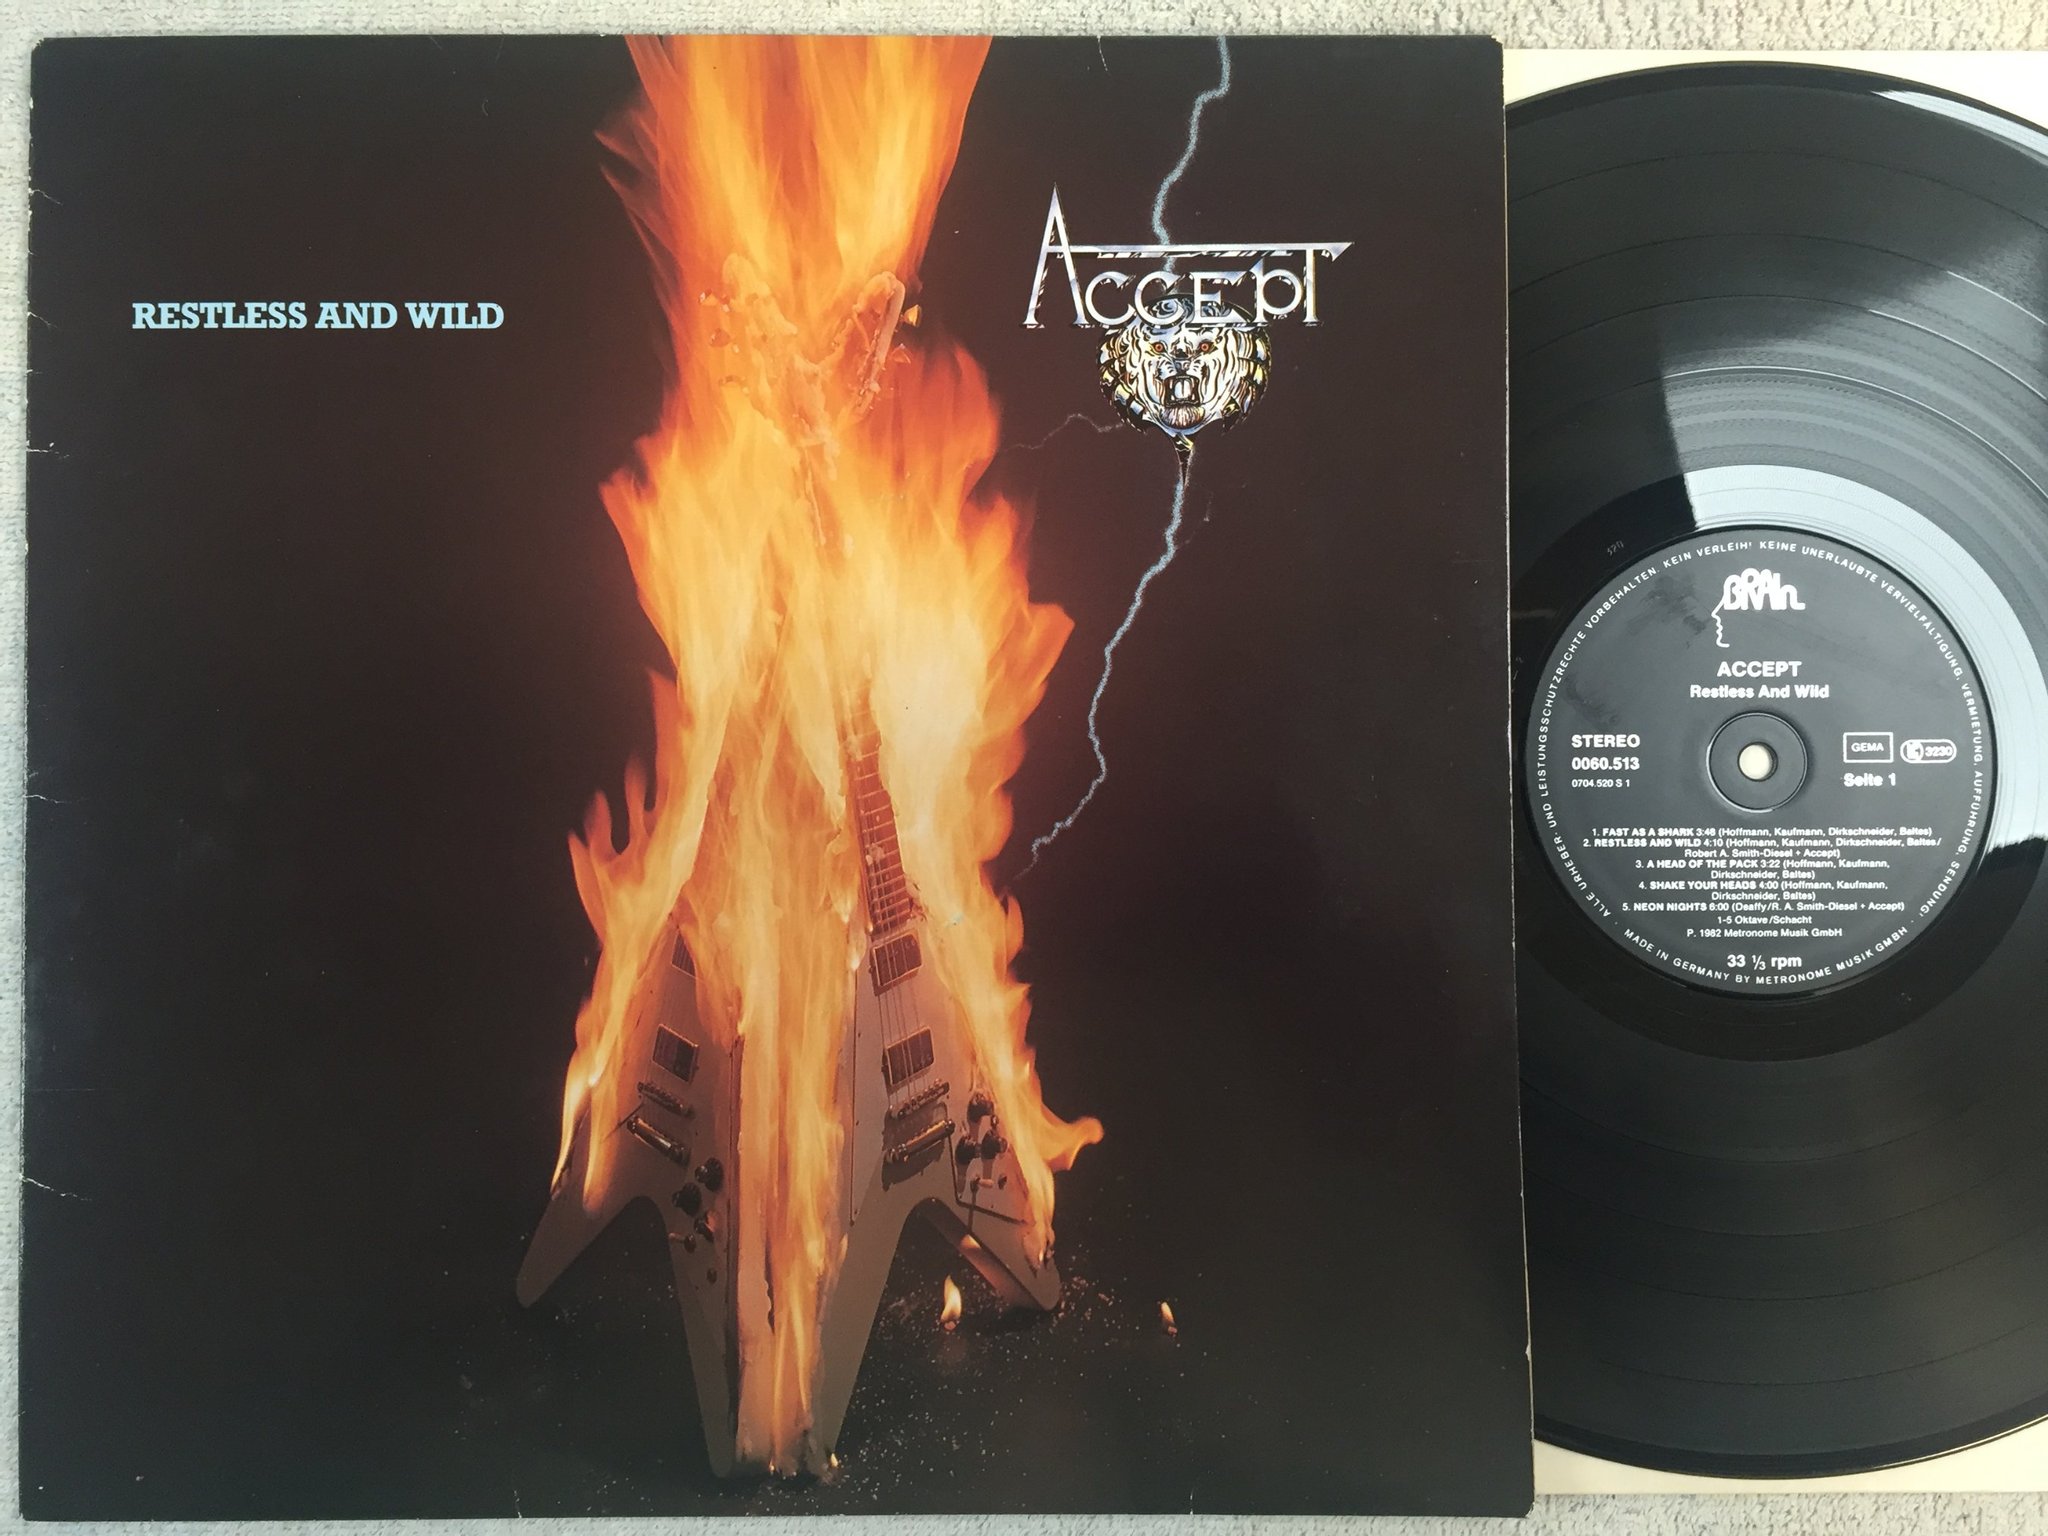 RESTLESS AND WILD
ACCEPT
BRAIN
ACCEPT
Restless And Wild
STEREO
0060.513
0704.520 S 1
GEMA
LC 3230
Seite 1
1. FAST AS A SHARK 3:48 (Hoffmann, Kaufmann, Dirkschneider, Baltes)
2. RESTLESS AND WILD 4:10 (Hoffmann, Kaufmann, Dirkschneider, Baltes/
Robert A. Smith-Diesel + Accept)
3. A HEAD OF THE PACK 3:22 (Hoffmann, Kaufmann,
Dirkschneider, Baltes)
4. SHAKE YOUR HEADS 4:00 (Hoffmann, Kaufmann,
Dirkschneider, Baltes)
5. NEON NIGHTS 6:00 (Deaffy/R. A. Smith-Diesel + Accept)
1-5 Oktave/Schacht
P. 1982 Metronome Musik GmbH
33 1/3 rpm
ALLE URHEBER- UND LEISTUNGSSCHUTZRECHTE VORBEHALTEN. KEIN VERLEIH! KEINE UNERLAUBTE VERVIELFÄLTIGUNG, VERMIETUNG, AUFFÜHRUNG, SENDUNG!
MADE IN GERMANY BY METRONOME MUSIK GMBH
320